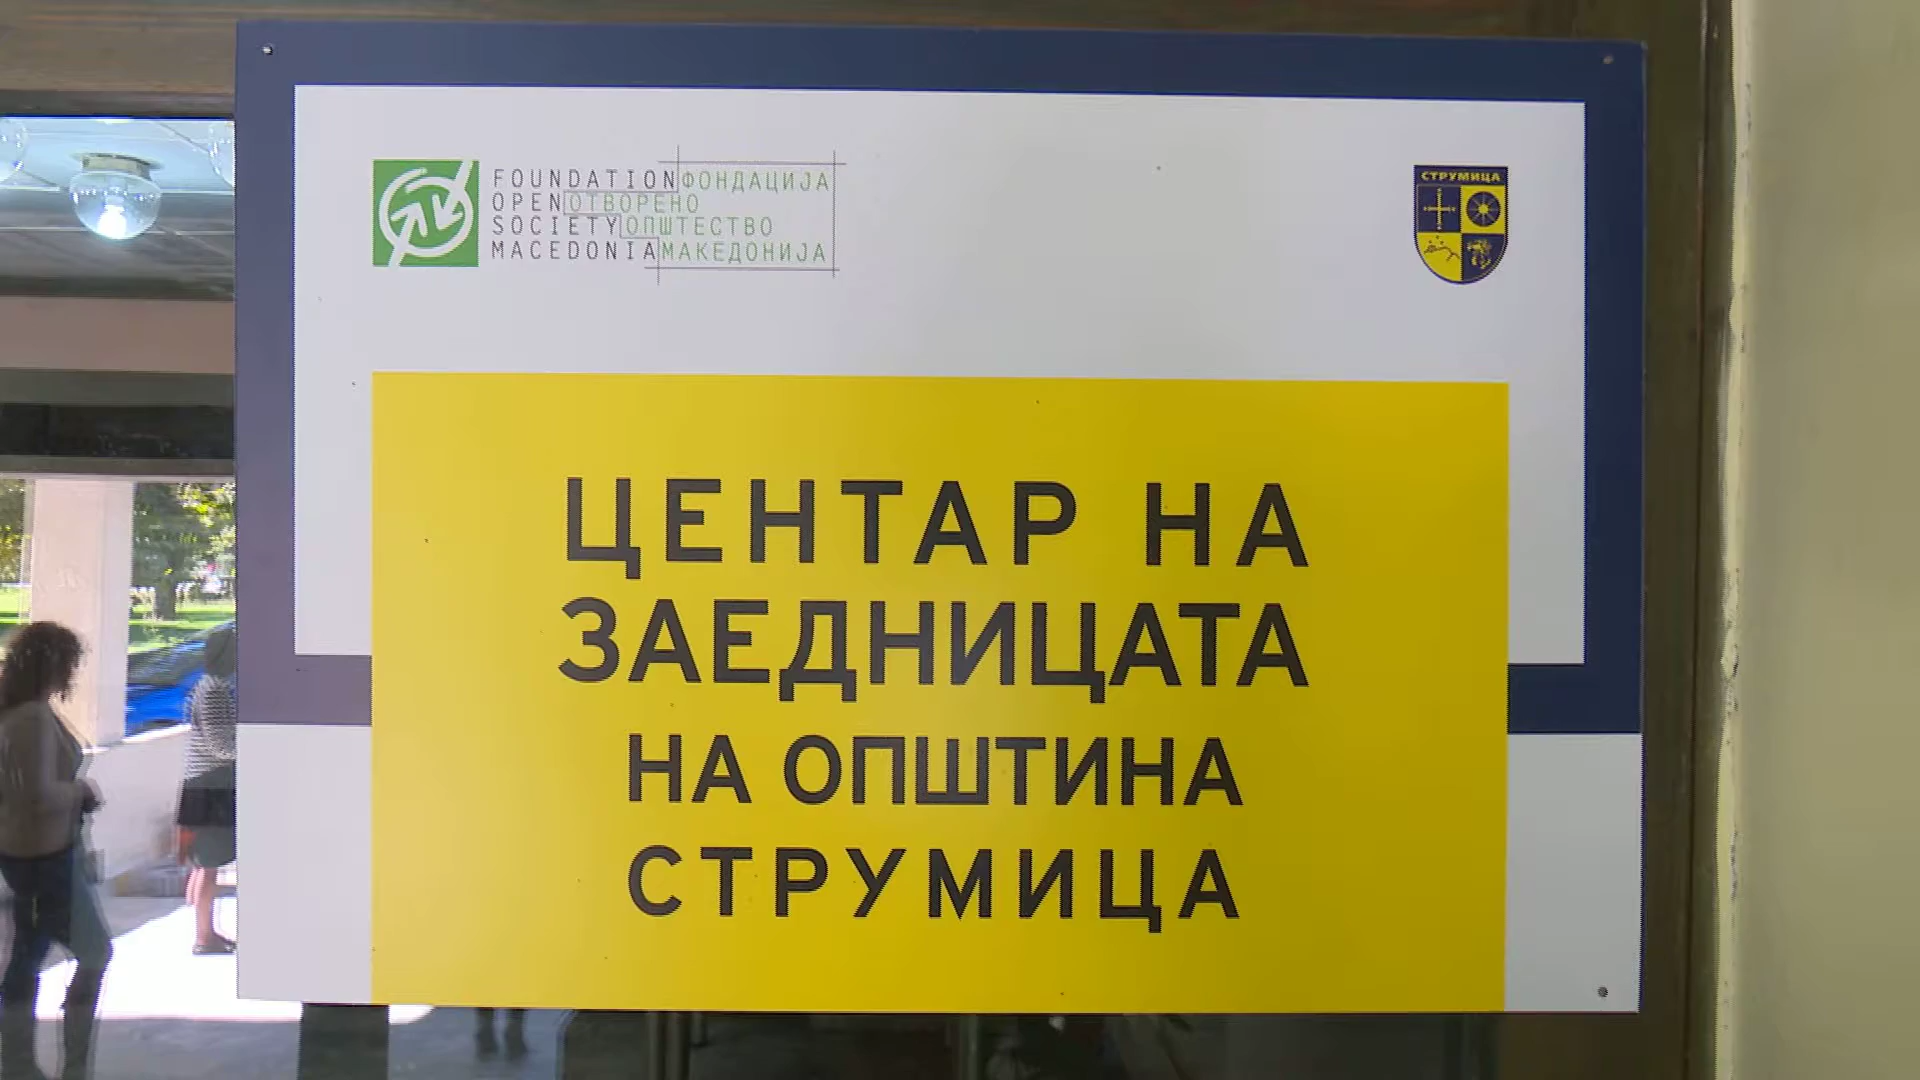 FOUNDATION ФОНДАЦИЈА
OPEN ОТВОРЕНО
SOCIETY ОПШТЕСТВО
MACEDONIA МАКЕДОНИЈА
СТРУМИЦА
ЦЕНТАР НА
ЗАЕДНИЦАТА
НА ОПШТИНА
СТРУМИЦА